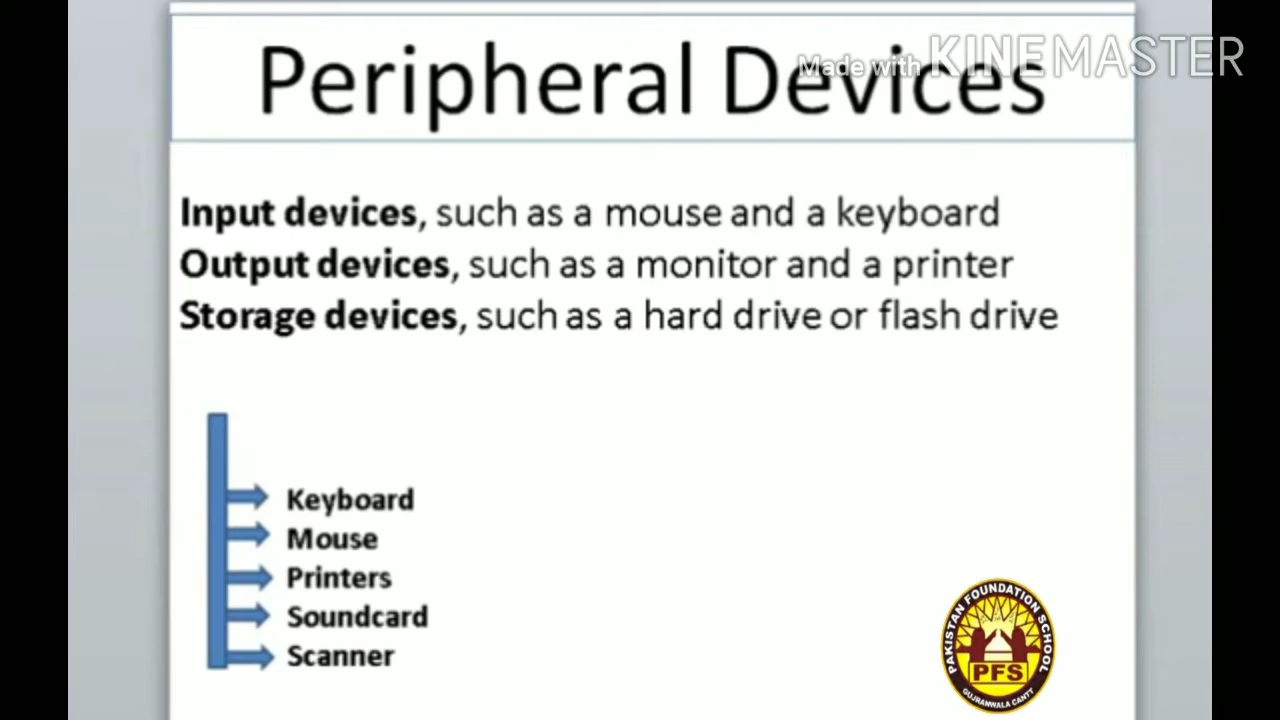 Peripheral Devices
Made with KINEMASTER
Input devices, such as a mouse and a keyboard
Output devices, such as a monitor and a printer
Storage devices, such as a hard drive or flash drive
Keyboard
Mouse
Printers
Soundcard
Scanner
PAKISTAN FOUNDATION SCHOOL
PFS
GUJRANWALA CANTT